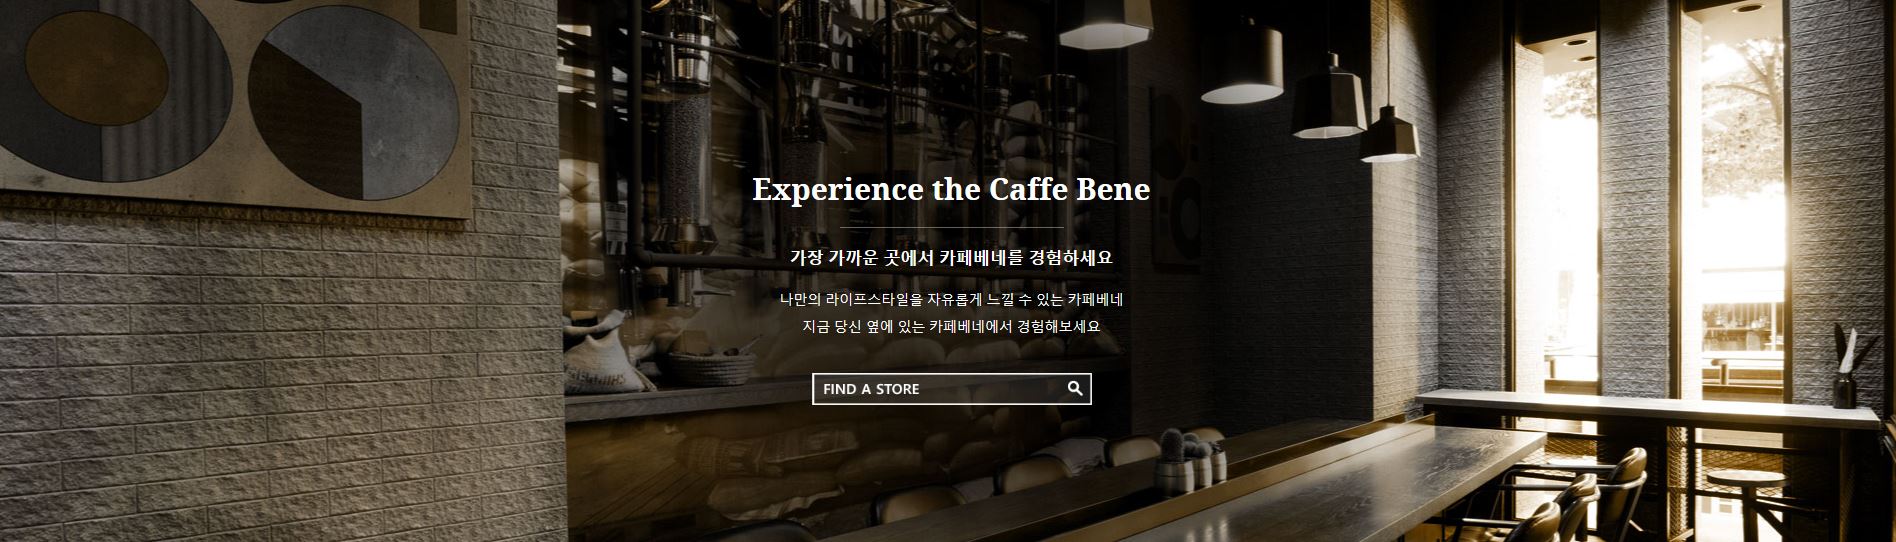 Experience the Caffe Bene
가장 가까운 곳에서 카페베네를 경험하세요
나만의 라이프스타일을 자유롭게 느낄 수 있는 카페베네
지금 당신 옆에 있는 카페베네에서 경험해보세요
FIND A STORE